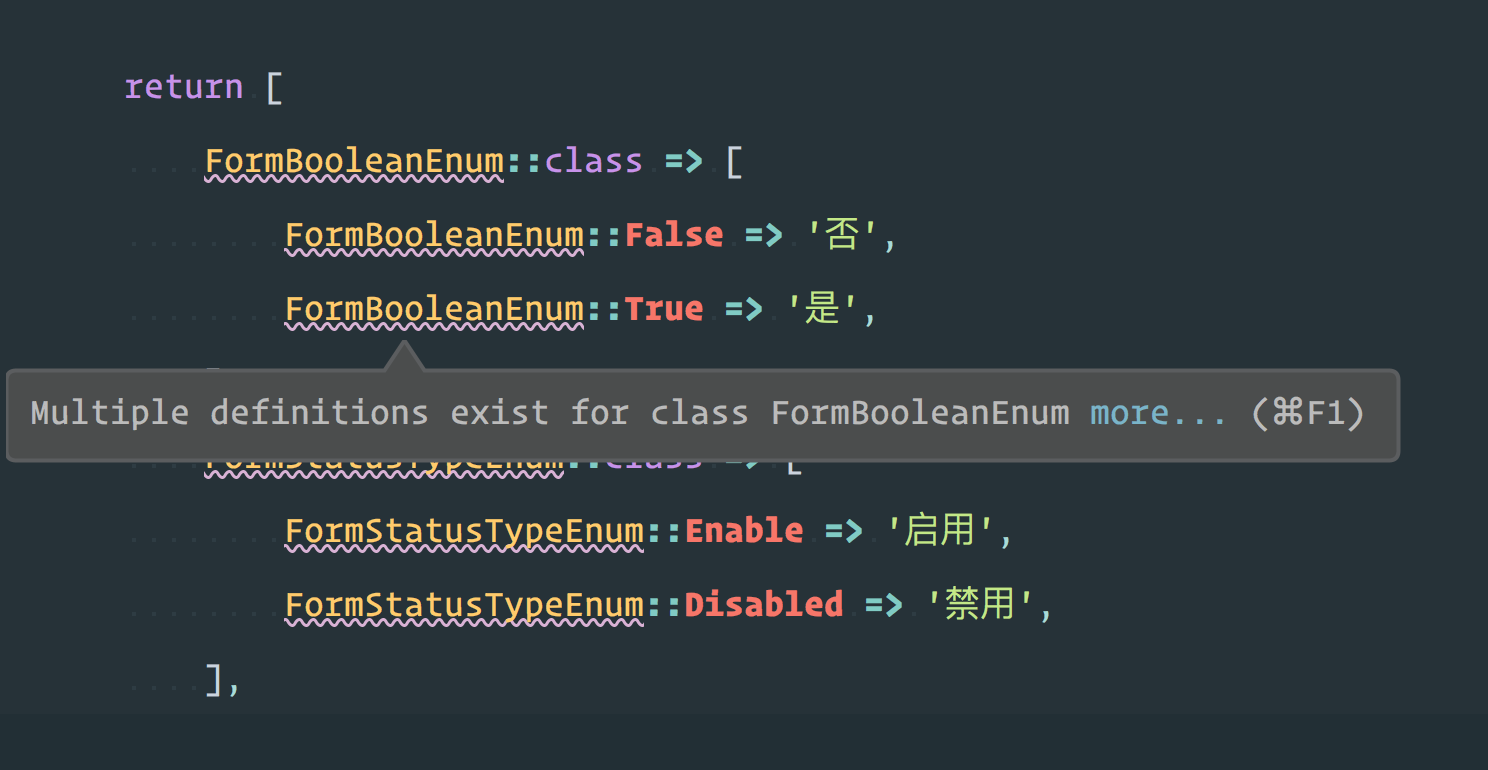 return [
FormBooleanEnum::class => [
FormBooleanEnum::False => '否',
FormBooleanEnum::True => '是',
Multiple definitions exist for class FormBooleanEnum more... (⌘F1)
FormStatusTypeEnum::class => [
FormStatusTypeEnum::Enable => '启用',
FormStatusTypeEnum::Disabled => '禁用',
],